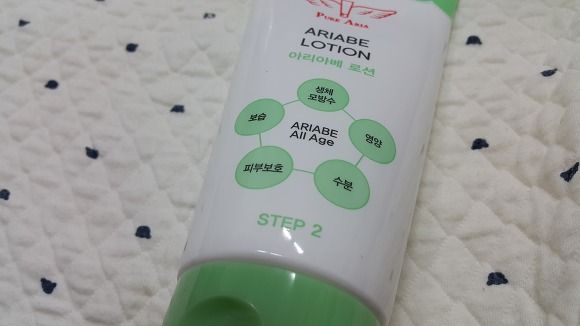 PURE ARIA
ARIABE
LOTION
아리아베 로션
생체
모방수
보습
ARIABE
All Age
영양
피부보호
수분
STEP 2